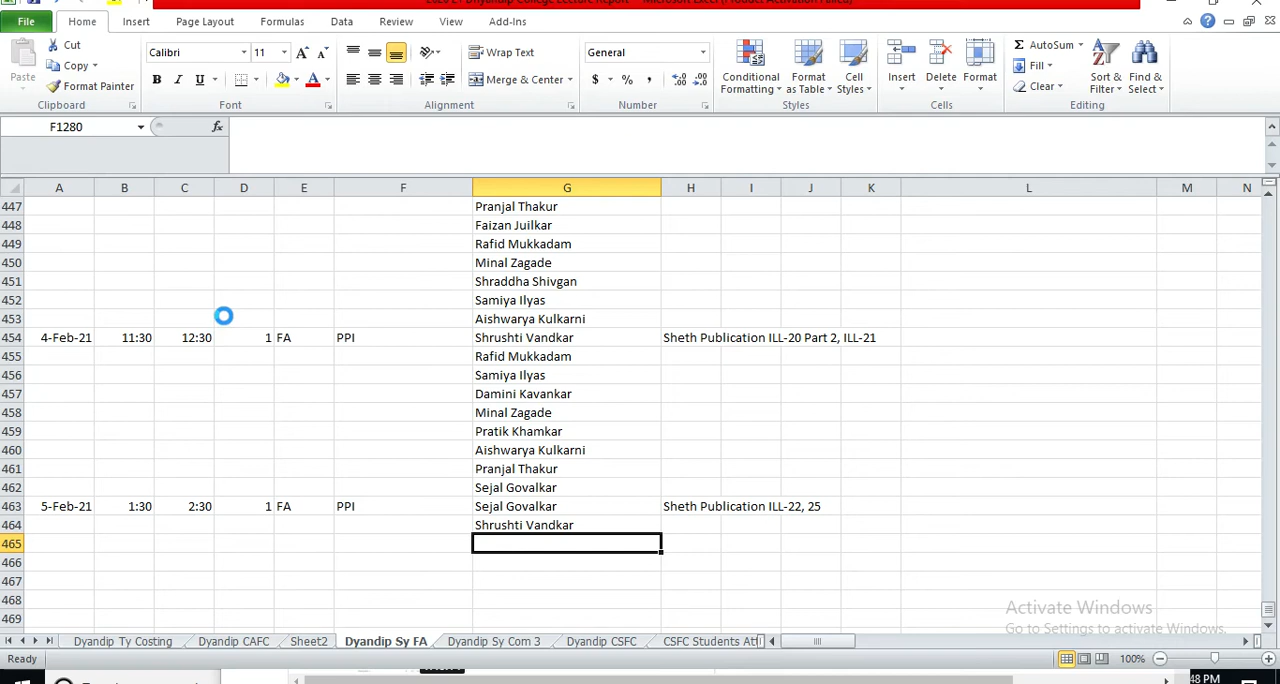 File Home Insert Page Layout Formulas Data Review View Add-Ins
Cut
Copy
Format Painter
Paste
Clipboard
Calibri 11
B I U
Font
Wrap Text
Merge & Center
Alignment
General
$ % ,
Number
Conditional Formatting
Format as Table
Cell Styles
Styles
Insert Delete Format
Cells
AutoSum
Fill
Clear
Sort & Filter
Find & Select
Editing
F1280 fx
A B C D E F G H I J K L M N
447 Pranjal Thakur
448 Faizan Juilkar
449 Rafid Mukkadam
450 Minal Zagade
451 Shraddha Shivgan
452 Samiya Ilyas
453 Aishwarya Kulkarni
454 4-Feb-21 11:30 12:30 1 FA PPI Shrushti Vandkar Sheth Publication ILL-20 Part 2, ILL-21
455 Rafid Mukkadam
456 Samiya Ilyas
457 Damini Kavankar
458 Minal Zagade
459 Pratik Khamkar
460 Aishwarya Kulkarni
461 Pranjal Thakur
462 Sejal Govalkar
463 5-Feb-21 1:30 2:30 1 FA PPI Sejal Govalkar Sheth Publication ILL-22, 25
464 Shrushti Vandkar
465
466
467
468
469
Activate Windows
Go to Settings to activate Windows.
Dyandip Ty Costing Dyandip CAFC Sheet2 Dyandip Sy FA Dyandip Sy Com 3 Dyandip CSFC CSFC Students Att
Ready 100%
48 PM